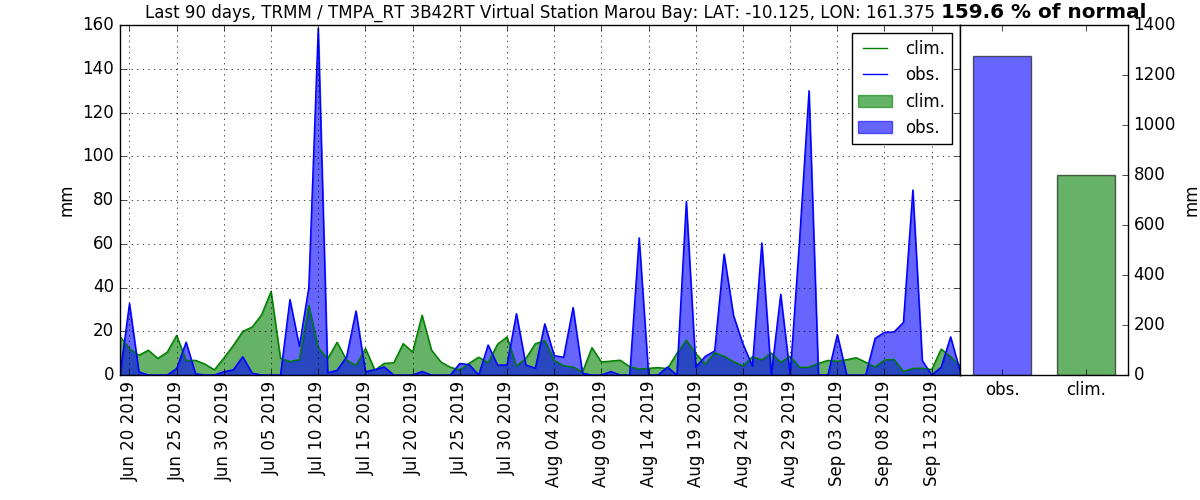 Last 90 days, TRMM / TMPA_RT 3B42RT Virtual Station Marou Bay: LAT: -10.125, LON: 161.375 159.6 % of normal
160
140
120
100
80
60
40
20
0
mm
clim.
obs.
clim.
obs.
1400
1200
1000
800
600
400
200
0
mm
Jun 20 2019
Jun 25 2019
Jun 30 2019
Jul 05 2019
Jul 10 2019
Jul 15 2019
Jul 20 2019
Jul 25 2019
Jul 30 2019
Aug 04 2019
Aug 09 2019
Aug 14 2019
Aug 19 2019
Aug 24 2019
Aug 29 2019
Sep 03 2019
Sep 08 2019
Sep 13 2019
obs.
clim.